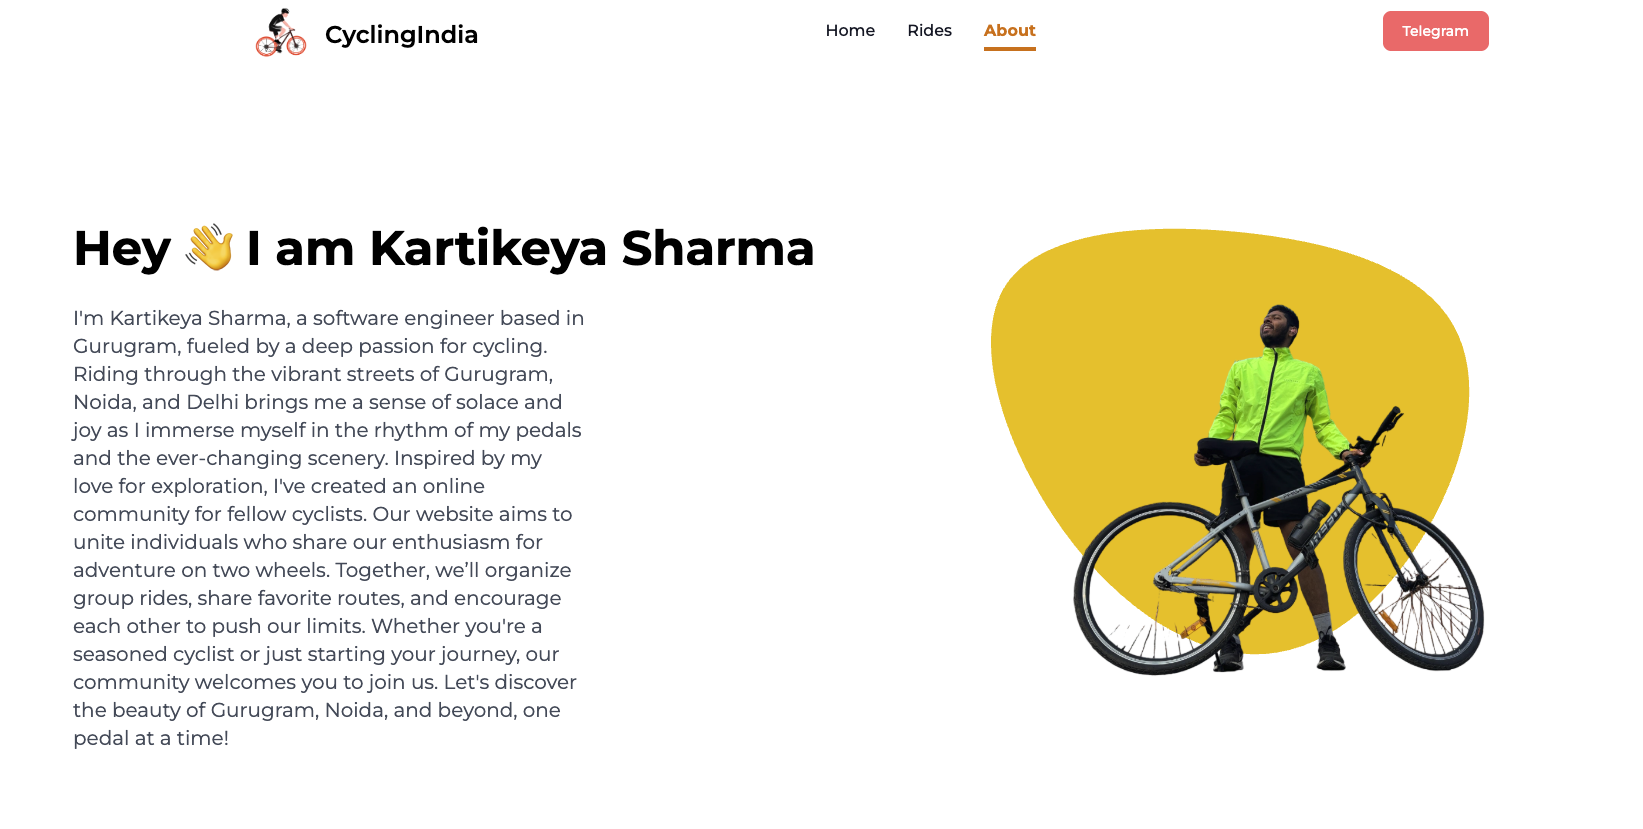 CyclingIndia
Home Rides About
Telegram
Hey 👋 I am Kartikeya Sharma
I'm Kartikeya Sharma, a software engineer based in
Gurugram, fueled by a deep passion for cycling.
Riding through the vibrant streets of Gurugram,
Noida, and Delhi brings me a sense of solace and
joy as I immerse myself in the rhythm of my pedals
and the ever-changing scenery. Inspired by my
love for exploration, I've created an online
community for fellow cyclists. Our website aims to
unite individuals who share our enthusiasm for
adventure on two wheels. Together, we’ll organize
group rides, share favorite routes, and encourage
each other to push our limits. Whether you're a
seasoned cyclist or just starting your journey, our
community welcomes you to join us. Let's discover
the beauty of Gurugram, Noida, and beyond, one
pedal at a time!